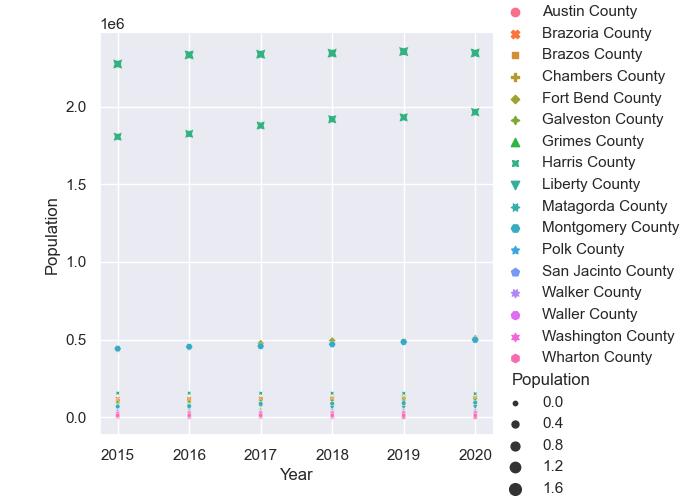 1e6
2.0
1.5
1.0
0.5
0.0
Population
2015 2016 2017 2018 2019 2020
Year
Austin County
Brazoria County
Brazos County
Chambers County
Fort Bend County
Galveston County
Grimes County
Harris County
Liberty County
Matagorda County
Montgomery County
Polk County
San Jacinto County
Walker County
Waller County
Washington County
Wharton County
Population
0.0
0.4
0.8
1.2
1.6